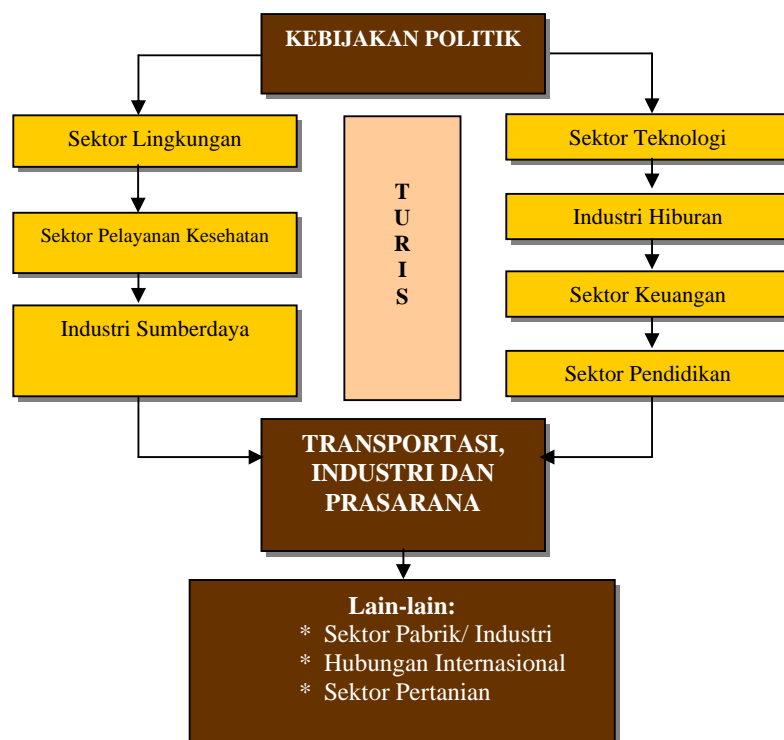 KEBIJAKAN POLITIK
Sektor Lingkungan
Sektor Pelayanan Kesehatan
Industri Sumberdaya
T
U
R
I
S
Sektor Teknologi
Industri Hiburan
Sektor Keuangan
Sektor Pendidikan
TRANSPORTASI,
INDUSTRI DAN
PRASARANA
Lain-lain:
* Sektor Pabrik/ Industri
* Hubungan Internasional
* Sektor Pertanian